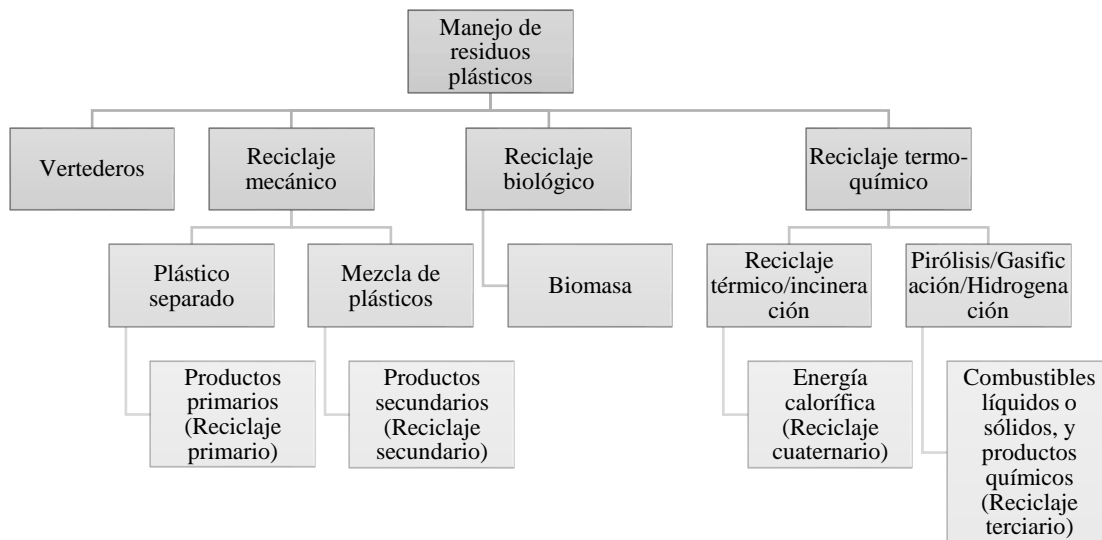 Manejo de
residuos
plásticos
Vertederos
Reciclaje
mecánico
Reciclaje
biológico
Reciclaje termo-
químico
Plástico
separado
Mezcla de
plásticos
Biomasa
Reciclaje
térmico/incinera
ción
Pirólisis/Gasific
ación/Hidrogena
ción
Productos
primarios
(Reciclaje
primario)
Productos
secundarios
(Reciclaje
secundario)
Energía
calorífica
(Reciclaje
cuaternario)
Combustibles
líquidos o
sólidos, y
productos
químicos
(Reciclaje
terciario)